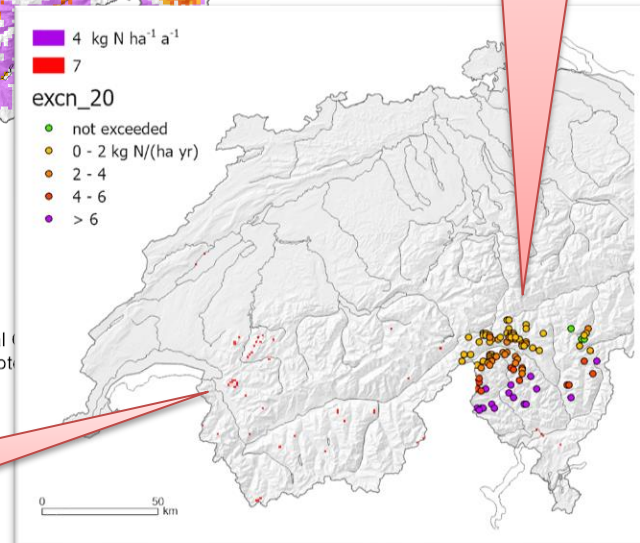 4 kg N ha⁻¹ a⁻¹
7
excn_20
not exceeded
0 - 2 kg N/(ha yr)
2 - 4
4 - 6
> 6
0 50
km